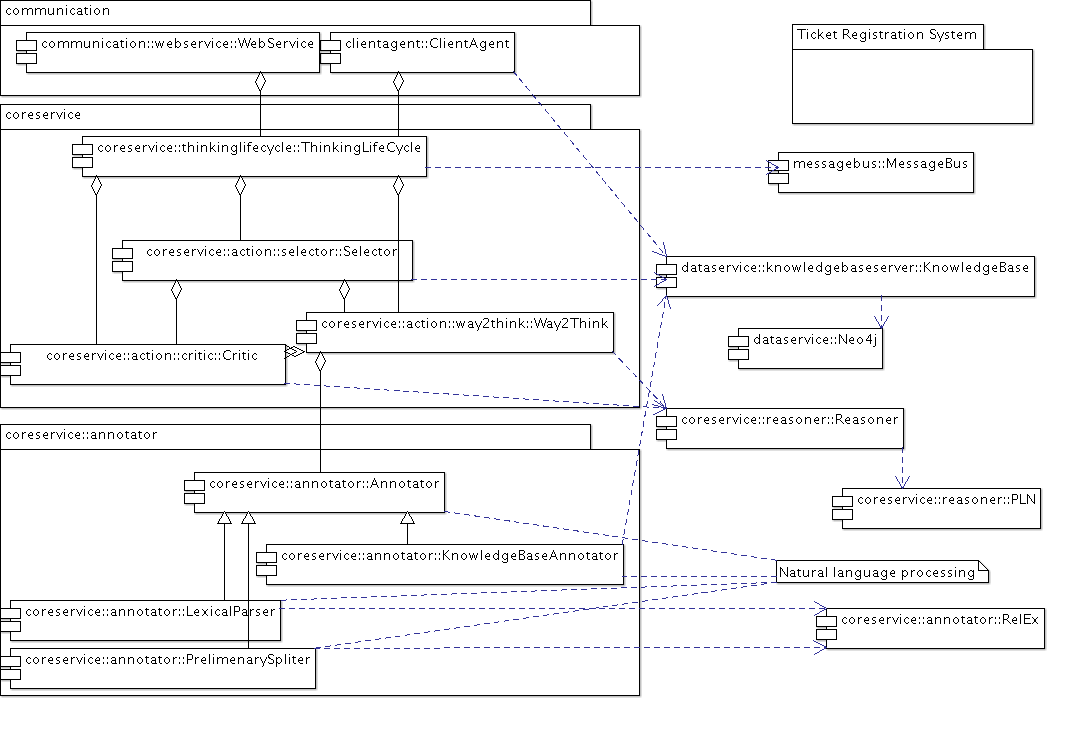 communication
communication::webservice::WebService
clientagent::ClientAgent
Ticket Registration System
coreservice
coreservice::thinkinglifecycle::ThinkingLifeCycle
messagebus::MessageBus
coreservice::action::selector::Selector
dataservice::knowledgebaseserver::KnowledgeBase
coreservice::action::way2think::Way2Think
dataservice::Neo4j
coreservice::action::critic::Critic
coreservice::reasoner::Reasoner
coreservice::annotator
coreservice::annotator::Annotator
coreservice::reasoner::PLN
coreservice::annotator::KnowledgeBaseAnnotator
Natural language processing
coreservice::annotator::LexicalParser
coreservice::annotator::RelEx
coreservice::annotator::PrelimenarySpliter